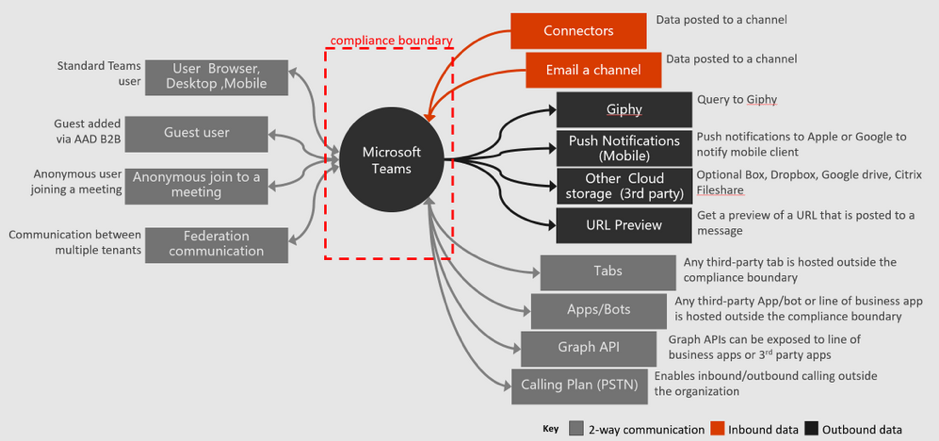 compliance boundary
Standard Teams
user
User Browser,
Desktop ,Mobile
Guest added
via AAD B2B
Guest user
Anonymous user
joining a meeting
Anonymous join to a
meeting
Communication between
multiple tenants
Federation
communication
Microsoft
Teams
Connectors
Data posted to a channel
Email a channel
Data posted to a channel
Giphy
Query to Giphy
Push Notifications
(Mobile)
Push notifications to Apple or Google to
notify mobile client
Other Cloud
storage (3rd party)
Optional Box, Dropbox, Google drive, Citrix
Fileshare
URL Preview
Get a preview of a URL that is posted to a
message
Tabs
Any third-party tab is hosted outside the
compliance boundary
Apps/Bots
Any third-party App/bot or line of business app
is hosted outside the compliance boundary
Graph API
Graph APIs can be exposed to line of
business apps or 3rd party apps
Calling Plan (PSTN)
Enables inbound/outbound calling outside
the organization
Key 2-way communication Inbound data Outbound data